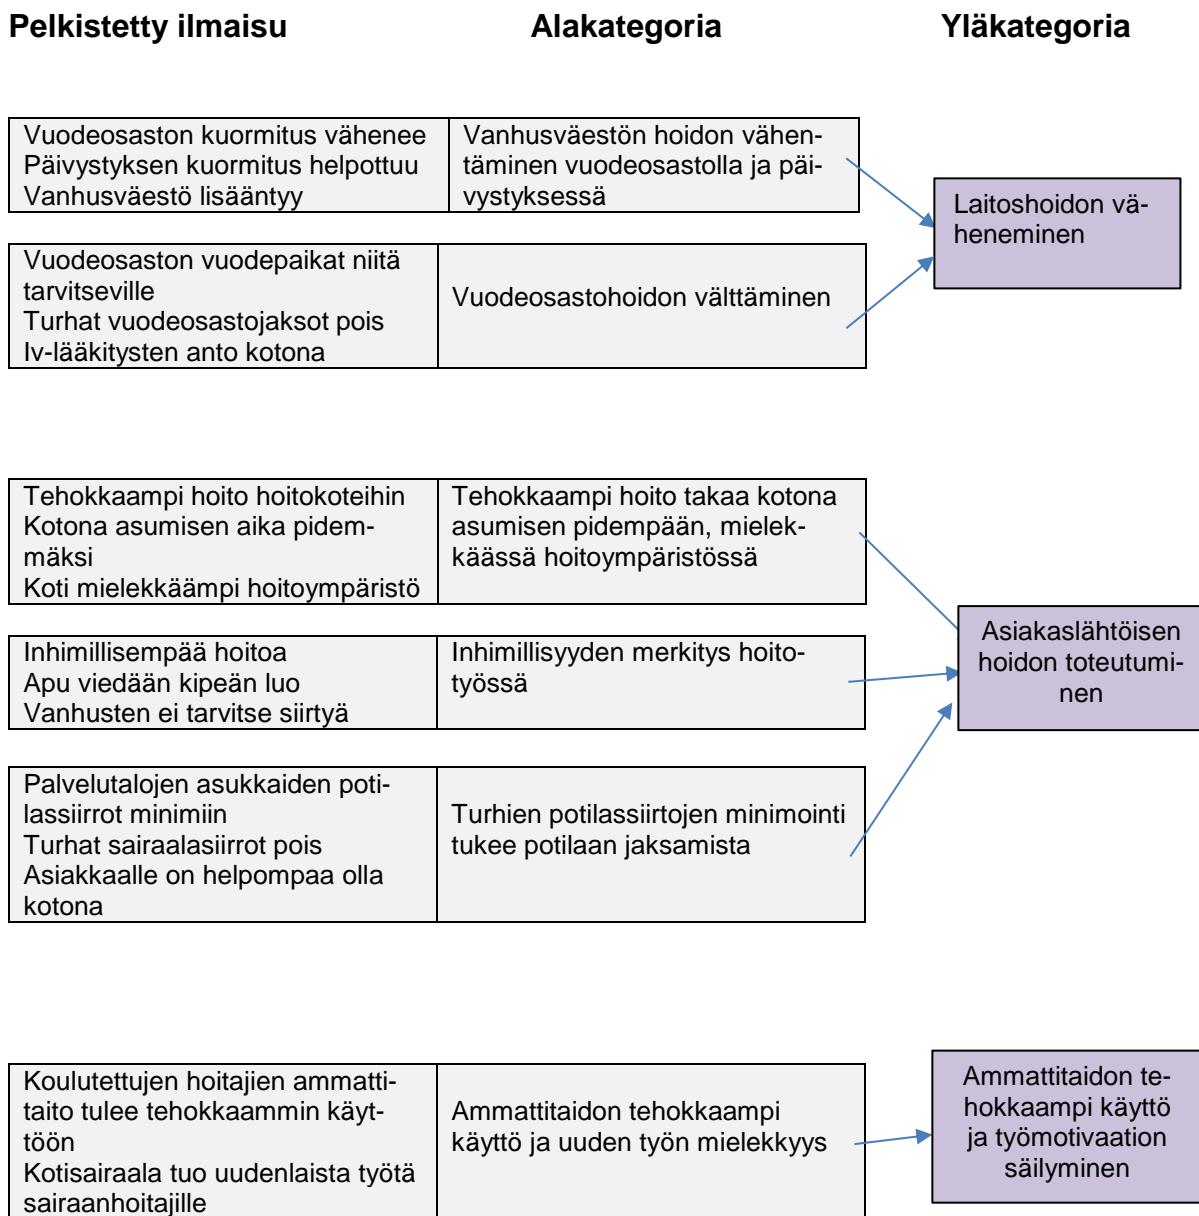 Pelkistetty ilmaisu Alakategoria Yläkategoria
Vuodeosaston kuormitus vähenee
Päivystyksen kuormitus helpottuu
Vanhusväestö lisääntyy
Vanhusväestön hoidon vähen-
täminen vuodeosastolla ja päi-
vystyksessä
Laitoshoidon vä-
heneminen
Vuodeosaston vuodepaikat niitä
tarvitseville
Turhat vuodeosastojaksot pois
Iv-lääkitysten anto kotona
Vuodeosastohoidon välttäminen
Tehokkaampi hoito hoitokoteihin
Kotona asumisen aika pidem-
mäksi
Koti mielekkäämpi hoitoympäristö
Tehokkaampi hoito takaa kotona
asumisen pidempään, mielek-
käässä hoitoympäristössä
Inhimillisempää hoitoa
Apu viedään kipeän luo
Vanhusten ei tarvitse siirtyä
Inhimillisyyden merkitys hoito-
työssä
Asiakaslähtöisen
hoidon toteutumi-
nen
Palvelutalojen asukkaiden poti-
lassiirrot minimiin
Turhat sairaalasiirrot pois
Asiakkaalle on helpompaa olla
kotona
Turhien potilassiirtojen minimointi
tukee potilaan jaksamista
Koulutettujen hoitajien ammatti-
taito tulee tehokkaammin käyt-
töön
Kotisairaala tuo uudenlaista työtä
sairaanhoitajille
Ammattitaidon tehokkaampi
käyttö ja uuden työn mielekkyys
Ammattitaidon te-
hokkaampi käyttö
ja työmotivaation
säilyminen